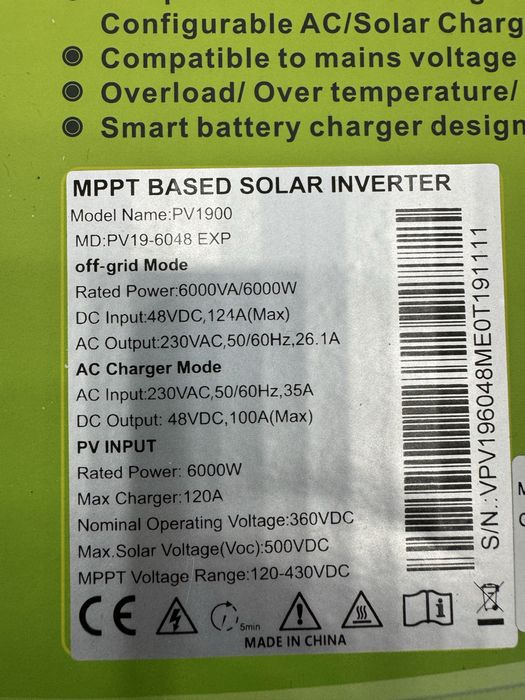 Configurable AC/Solar Charg
Compatible to mains voltage
Overload/ Over temperature/
Smart battery charger design
MPPT BASED SOLAR INVERTER
Model Name:PV1900
MD:PV19-6048 EXP
off-grid Mode
Rated Power:6000VA/6000W
DC Input:48VDC,124A(Max)
AC Output:230VAC,50/60Hz,26.1A
AC Charger Mode
AC Input:230VAC,50/60Hz,35A
DC Output: 48VDC,100A(Max)
PV INPUT
Rated Power: 6000W
Max Charger:120A
Nominal Operating Voltage:360VDC
Max.Solar Voltage(Voc):500VDC
MPPT Voltage Range:120-430VDC
CE
5min
MADE IN CHINA
S/N.:VPV196048ME0T191111